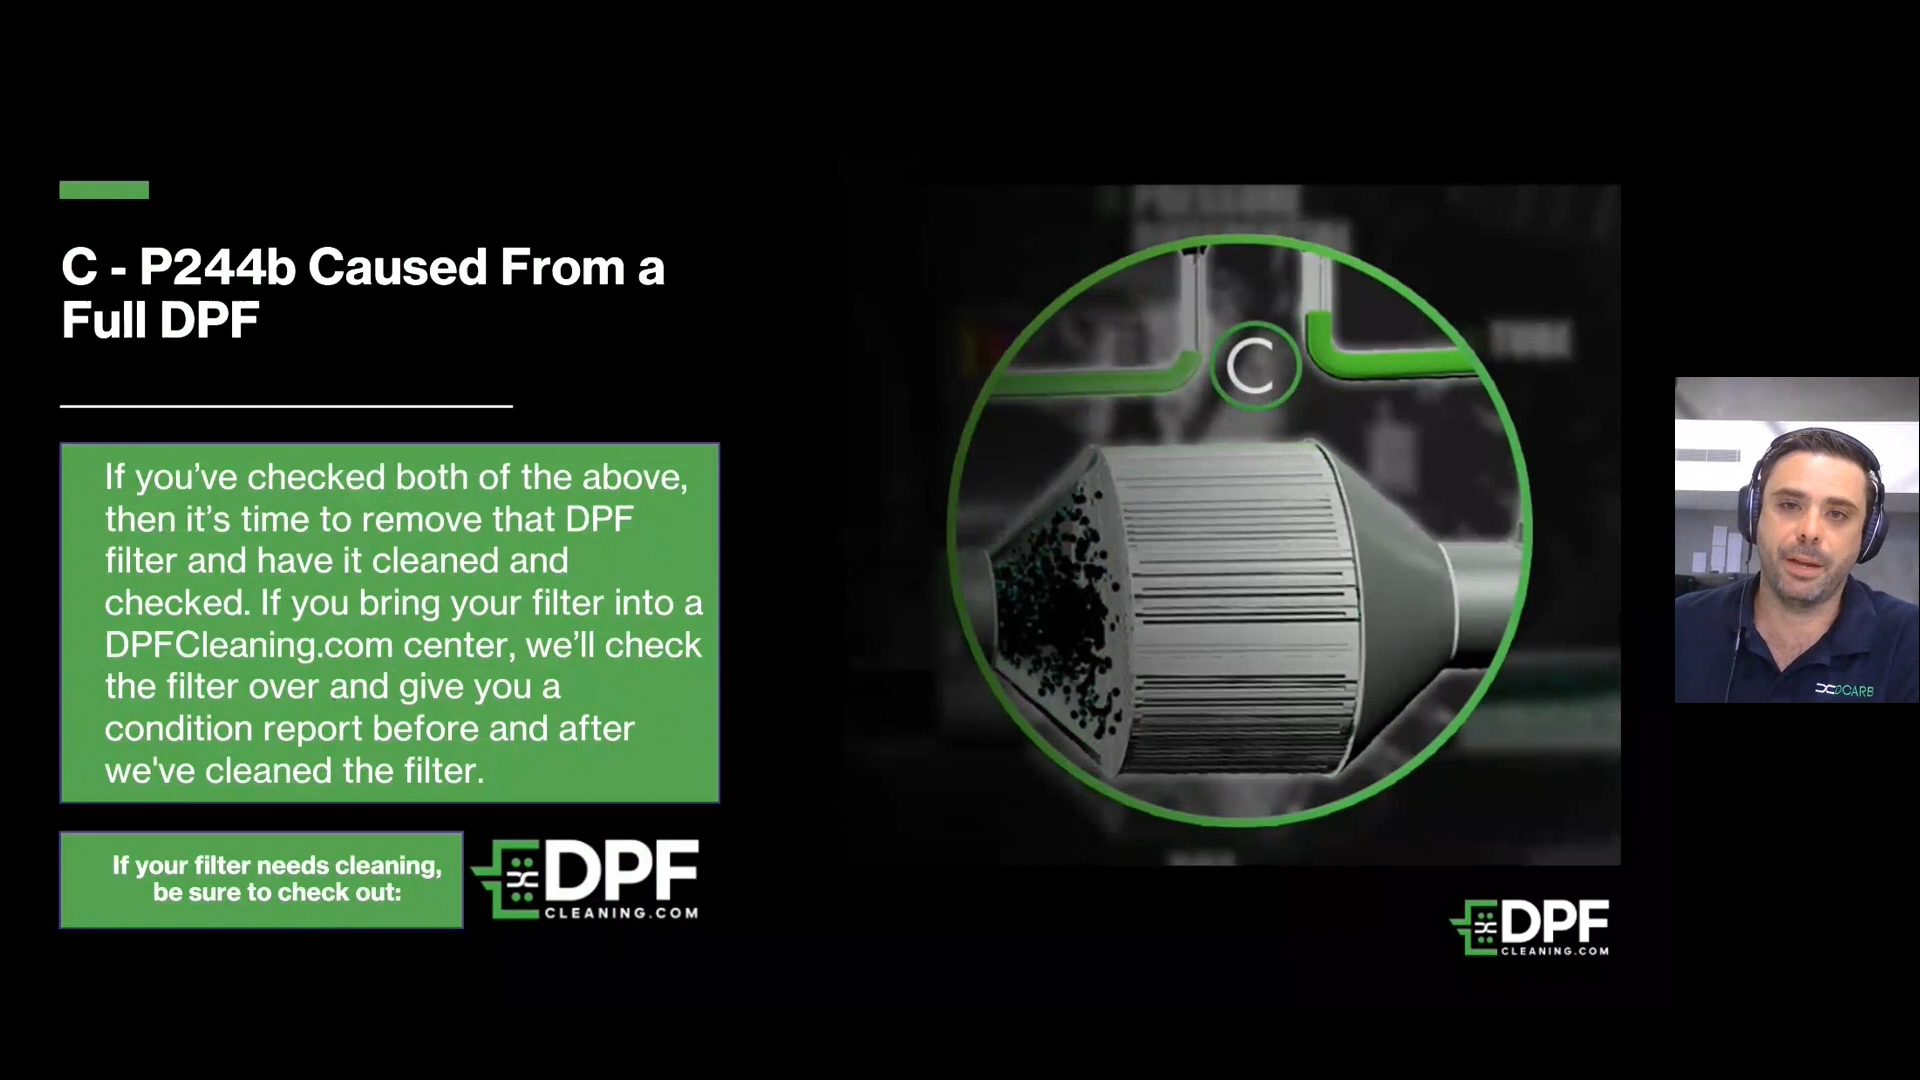 C - P244b Caused From a
Full DPF
If you’ve checked both of the above,
then it’s time to remove that DPF
filter and have it cleaned and
checked. If you bring your filter into a
DPFCleaning.com center, we’ll check
the filter over and give you a
condition report before and after
we've cleaned the filter.
If your filter needs cleaning,
be sure to check out:
DPF
CLEANING.COM
C
TUBE
DPF
CLEANING.COM
DCARB